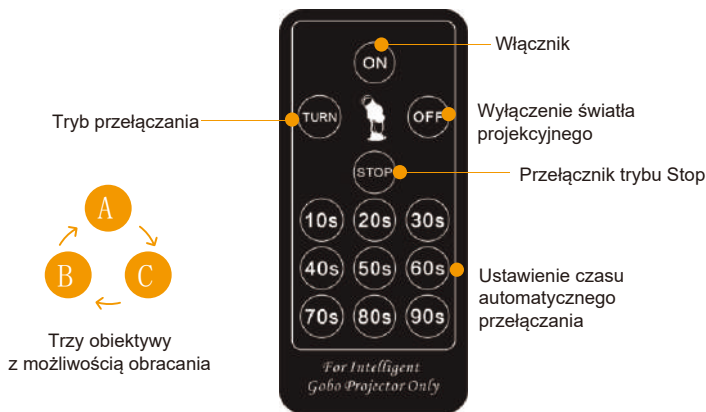 Włącznik
ON
Tryb przełączania
TURN
OFF
Wyłączenie światła
projekcyjnego
STOP
Przełącznik trybu Stop
A
B
C
Trzy obiektywy
z możliwością obracania
10s 20s 30s
40s 50s 60s
70s 80s 90s
Ustawienie czasu
automatycznego
przełączania
For Intelligent
Gobo Projector Only